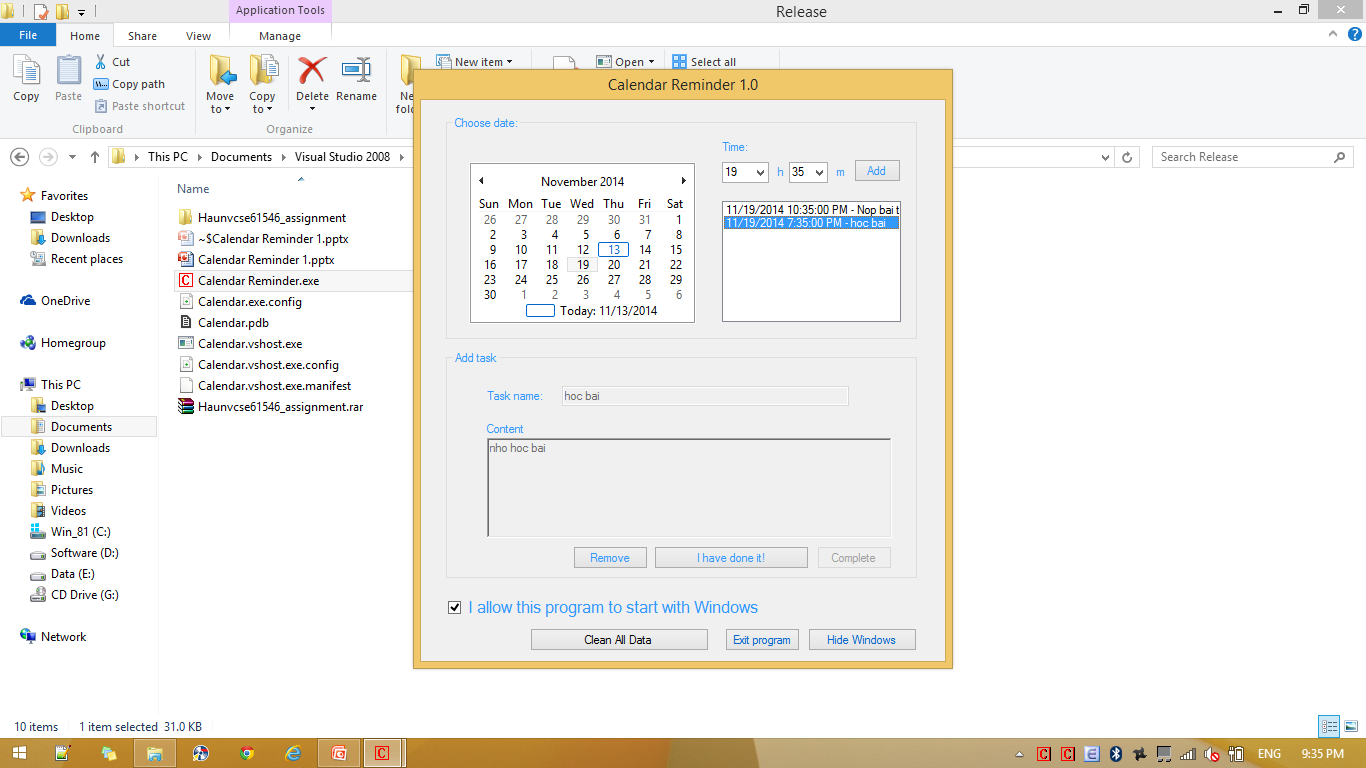 Application Tools
Release
File
Home
Share
View
Manage
Copy
Paste
Cut
Copy path
Paste shortcut
Clipboard
Move to
Copy to
Delete
Rename
Organize
New item
Open
Select all
This PC
Documents
Visual Studio 2008
Search Release
Favorites
Desktop
Downloads
Recent places
OneDrive
Homegroup
This PC
Desktop
Documents
Downloads
Music
Pictures
Videos
Win_81 (C:)
Software (D:)
Data (E:)
CD Drive (G:)
Network
Name
Haunvcse61546_assignment
~$Calendar Reminder 1.pptx
Calendar Reminder 1.pptx
Calendar Reminder.exe
Calendar.exe.config
Calendar.pdb
Calendar.vshost.exe
Calendar.vshost.exe.config
Calendar.vshost.exe.manifest
Haunvcse61546_assignment.rar
Calendar Reminder 1.0
Choose date:
November 2014
Sun Mon Tue Wed Thu Fri Sat
26 27 28 29 30 31 1
2 3 4 5 6 7 8
9 10 11 12 13 14 15
16 17 18 19 20 21 22
23 24 25 26 27 28 29
30 1 2 3 4 5 6
Today: 11/13/2014
Time:
19 h 35 m Add
11/19/2014 10:35:00 PM - Nop bai t
11/19/2014 7:35:00 PM - hoc bai
Add task
Task name: hoc bai
Content
nho hoc bai
Remove
I have done it!
Complete
I allow this program to start with Windows
Clean All Data
Exit program
Hide Windows
10 items
1 item selected 31.0 KB
ENG
9:35 PM